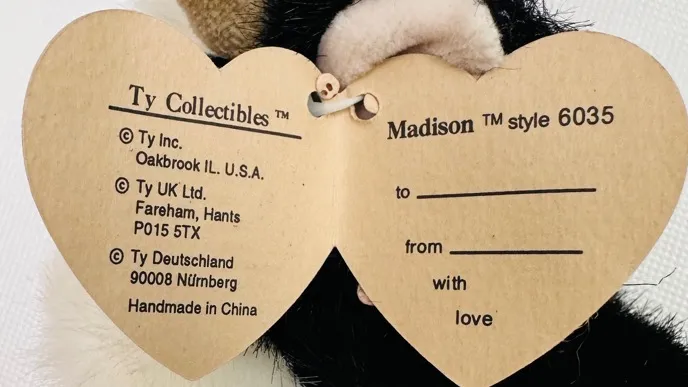 Ty Collectibles ™
© Ty Inc.
Oakbrook IL. U.S.A.
© Ty UK Ltd.
Fareham, Hants
P015 5TX
© Ty Deutschland
90008 Nürnberg
Handmade in China
Madison ™ style 6035
to
from
with
love